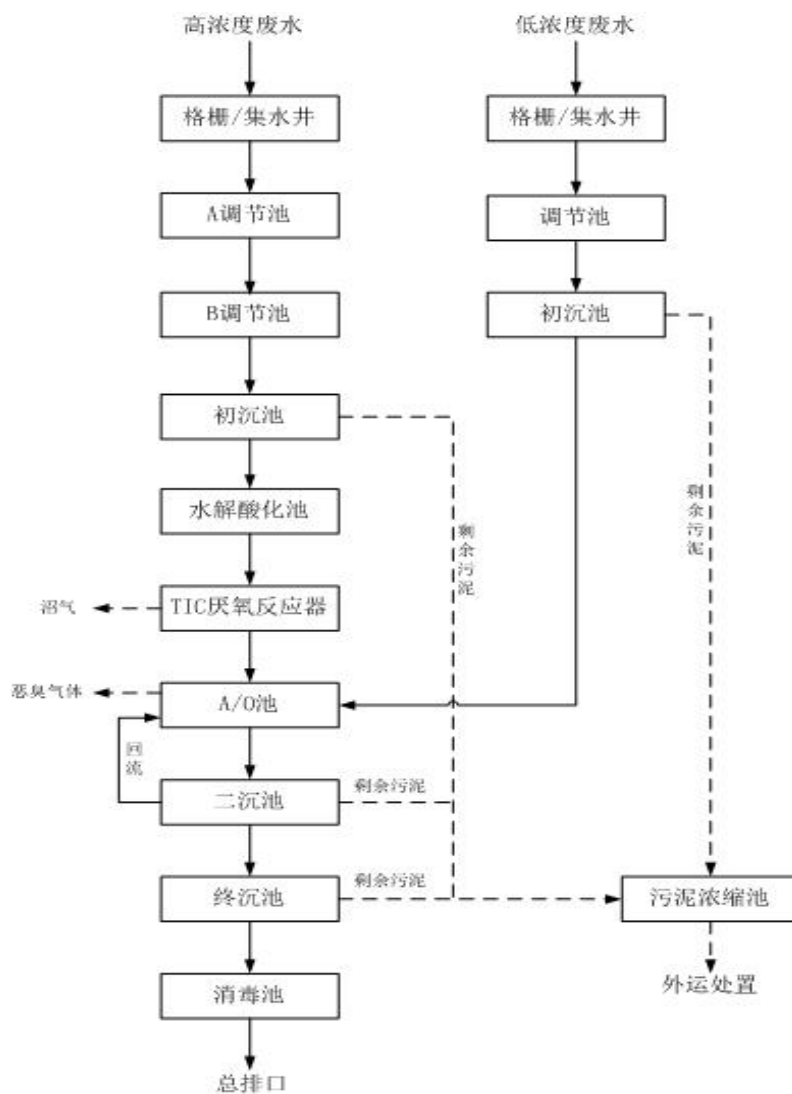 高浓度废水
低浓度废水
格栅/集水井
格栅/集水井
A调节池
调节池
B调节池
初沉池
初沉池
水解酸化池
剩余污泥
剩余污泥
沼气
TIC厌氧反应器
恶臭气体
A/O池
回流
二沉池
剩余污泥
终沉池
剩余污泥
污泥浓缩池
消毒池
外运处置
总排口